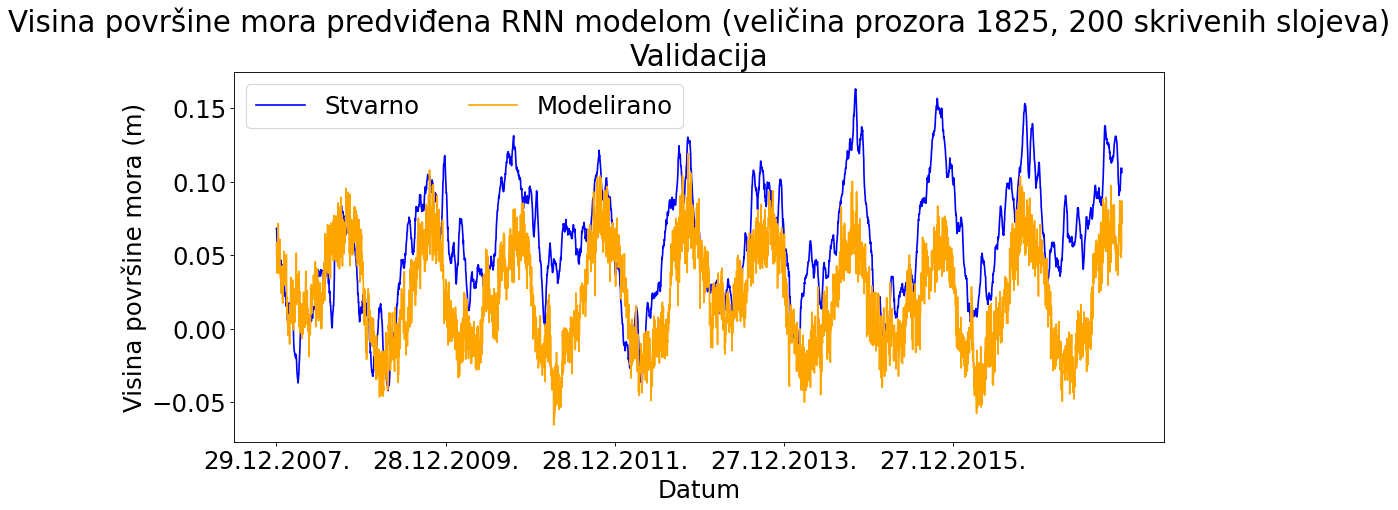 Visina površine mora predviđena RNN modelom (veličina prozora 1825, 200 skrivenih slojeva)
Validacija
Stvarno
Modelirano
Visina površine mora (m)
0.15
0.10
0.05
0.00
−0.05
29.12.2007.
28.12.2009.
28.12.2011.
27.12.2013.
27.12.2015.
Datum